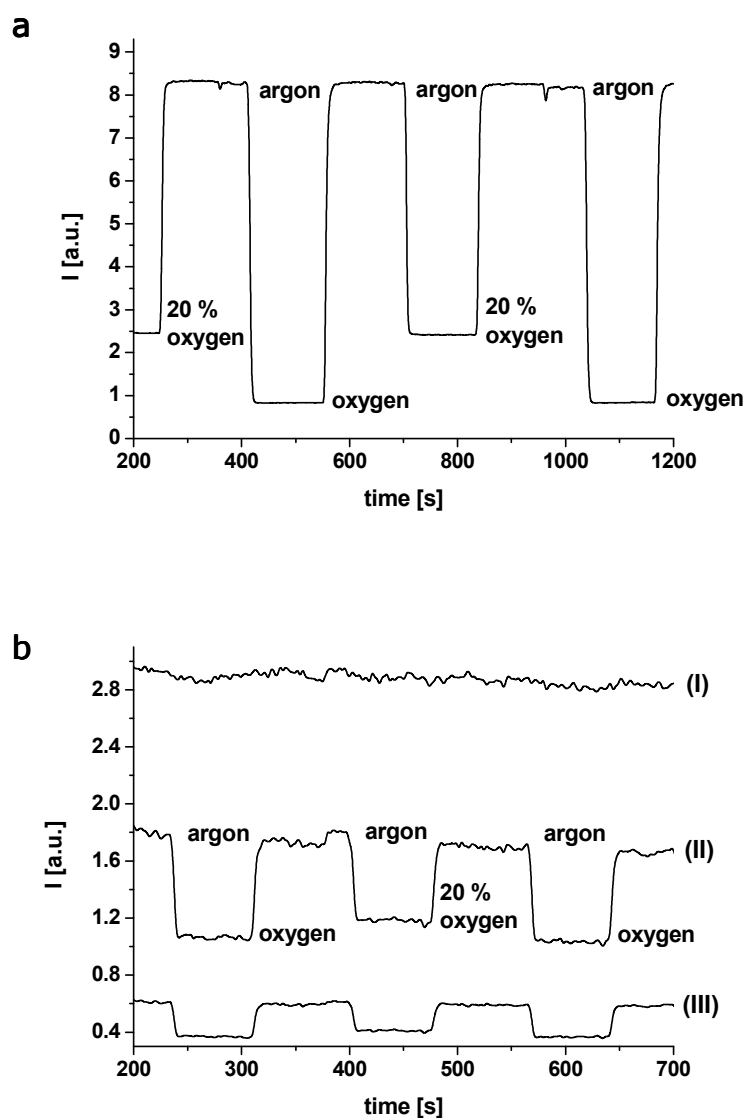 a
9
8
7
6
5
4
3
2
1
0
I [a.u.]
argon
argon
argon
20 %
oxygen
oxygen
20 %
oxygen
oxygen
200
400
600
800
1000
1200
time [s]
b
2.8
2.4
2.0
1.6
1.2
0.8
0.4
I [a.u.]
(I)
argon
argon
argon
(II)
oxygen
20 %
oxygen
oxygen
(III)
200
300
400
500
600
700
time [s]